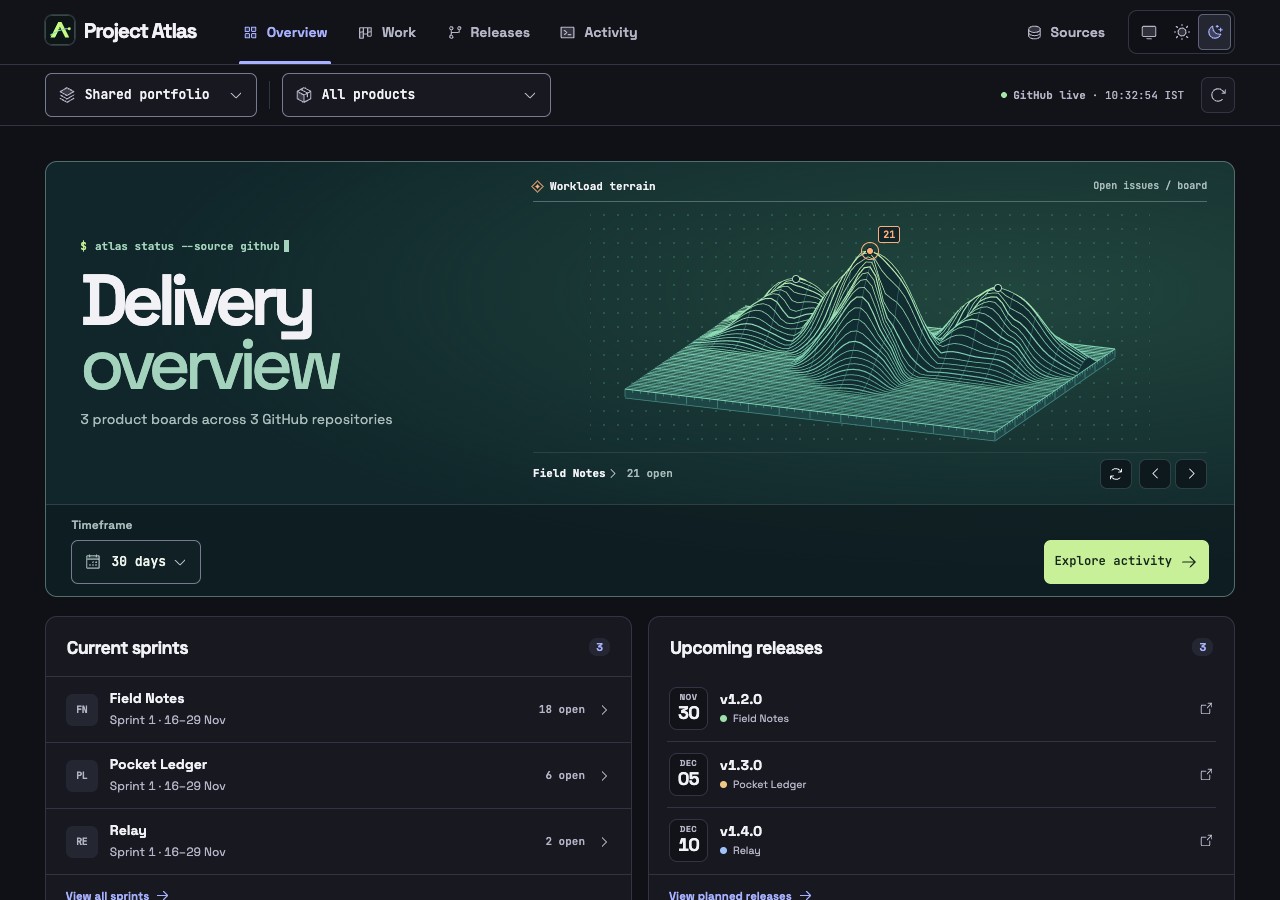 Project Atlas
Overview
Work
Releases
Activity
Sources
Shared portfolio
All products
GitHub live · 10:32:54 IST
$ atlas status --source github
Delivery
overview
3 product boards across 3 GitHub repositories
Workload terrain
Open issues / board
21
Field Notes
21 open
Timeframe
30 days
Explore activity
Current sprints
3
FN
Field Notes
Sprint 1 · 16–29 Nov
18 open
PL
Pocket Ledger
Sprint 1 · 16–29 Nov
6 open
RE
Relay
Sprint 1 · 16–29 Nov
2 open
View all sprints
Upcoming releases
3
NOV
30
v1.2.0
Field Notes
DEC
05
v1.3.0
Pocket Ledger
DEC
10
v1.4.0
Relay
View planned releases